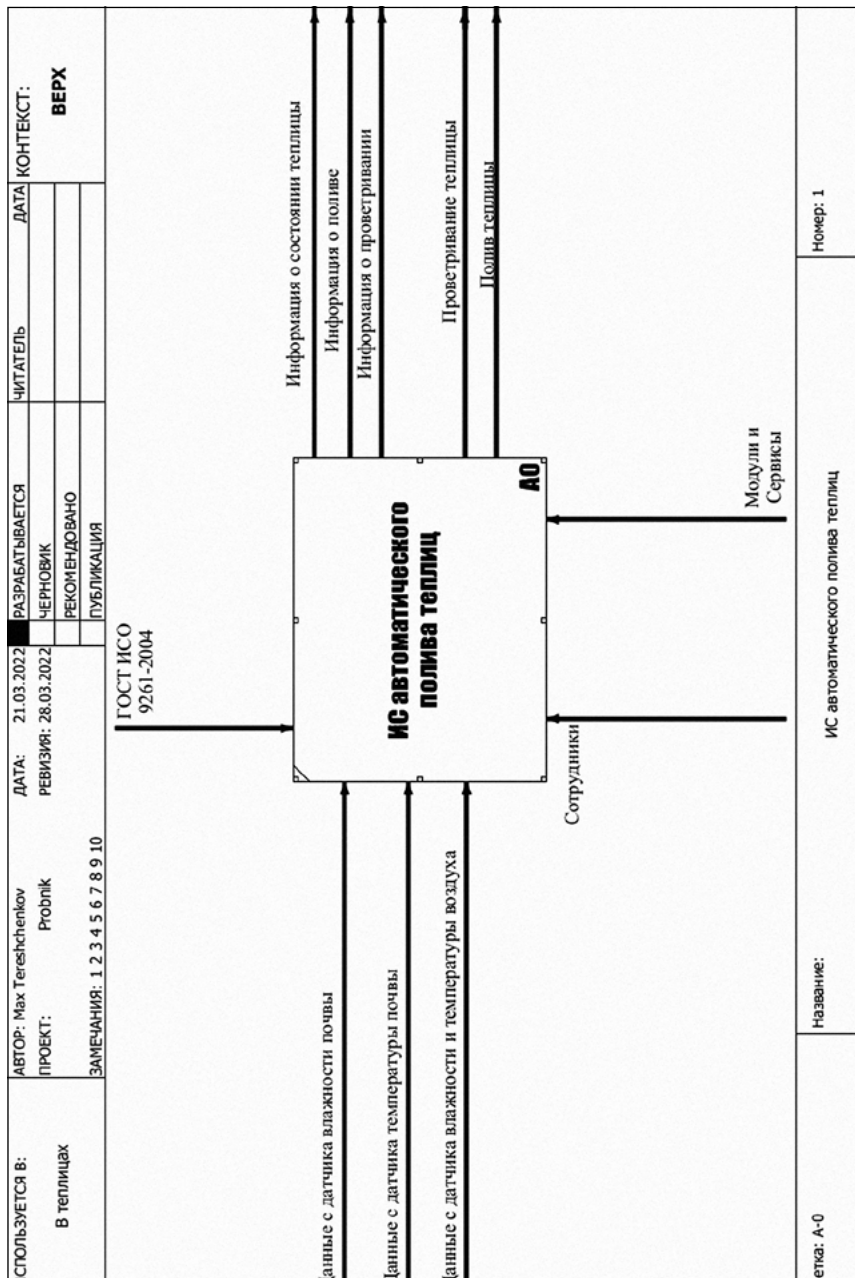 СПОЛЬЗУЕТСЯ В:
В теплицах
АВТОР: Max Tereshchenkov
ДАТА: 21.03.2022
ПРОЕКТ: Probnik
РЕВИЗИЯ: 28.03.2022
ЗАМЕЧАНИЯ: 1 2 3 4 5 6 7 8 9 10
РАЗРАБАТЫВАЕТСЯ
ЧЕРНОВИК
РЕКОМЕНДОВАНО
ПУБЛИКАЦИЯ
ЧИТАТЕЛЬ
ДАТА
КОНТЕКСТ:
ВЕРХ
ГОСТ ИСО
9261-2004
Данные с датчика влажности почвы
Данные с датчика температуры почвы
Данные с датчика влажности и температуры воздуха
ИС автоматического
полива теплиц
А0
Информация о состоянии теплицы
Информация о поливе
Информация о проветривании
Проветривание теплицы
Полив теплицы
Сотрудники
Модули и
Сервисы
етка: А-0
Название:
ИС автоматического полива теплиц
Номер: 1